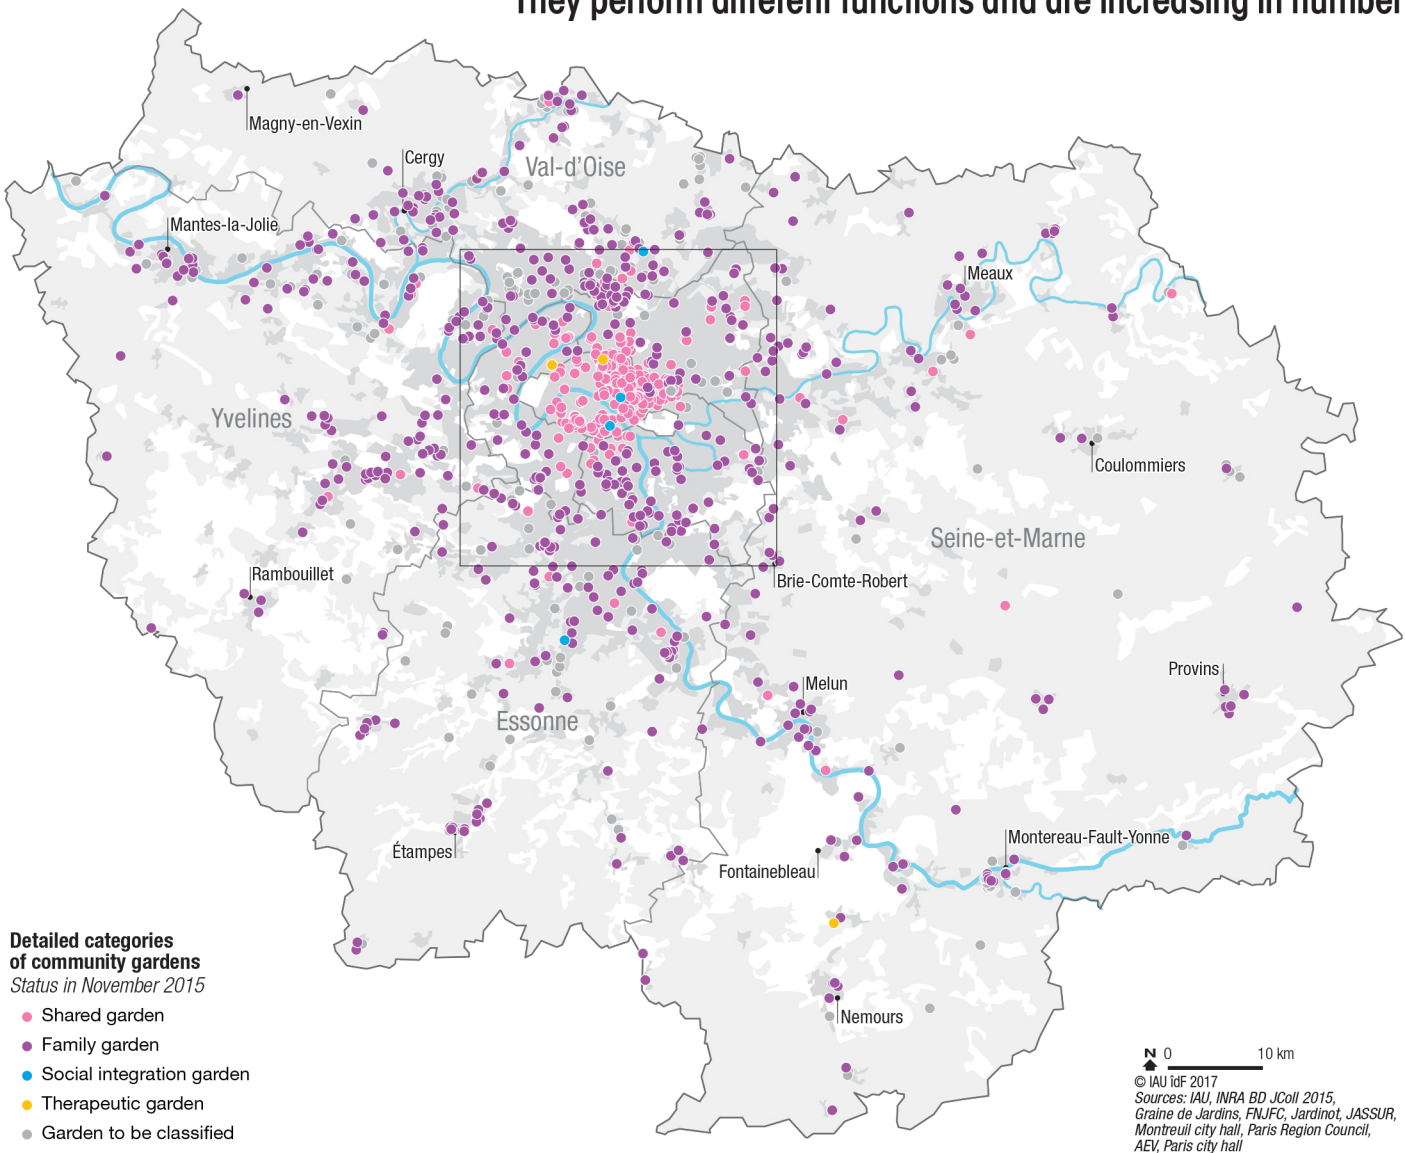 They perform different functions and are increasing in number
Magny-en-Vexin
Cergy
Val-d’Oise
Mantes-la-Jolie
Meaux
Yvelines
Coulommiers
Seine-et-Marne
Rambouillet
Brie-Comte-Robert
Provins
Melun
Essonne
Montereau-Fault-Yonne
Étampes
Fontainebleau
Nemours
Detailed categories
of community gardens
Status in November 2015
Shared garden
Family garden
Social integration garden
Therapeutic garden
Garden to be classified
N 0 10 km
© IAU îdF 2017
Sources: IAU, INRA BD JColl 2015,
Graine de Jardins, FNJFC, Jardinot, JASSUR,
Montreuil city hall, Paris Region Council,
AEV, Paris city hall